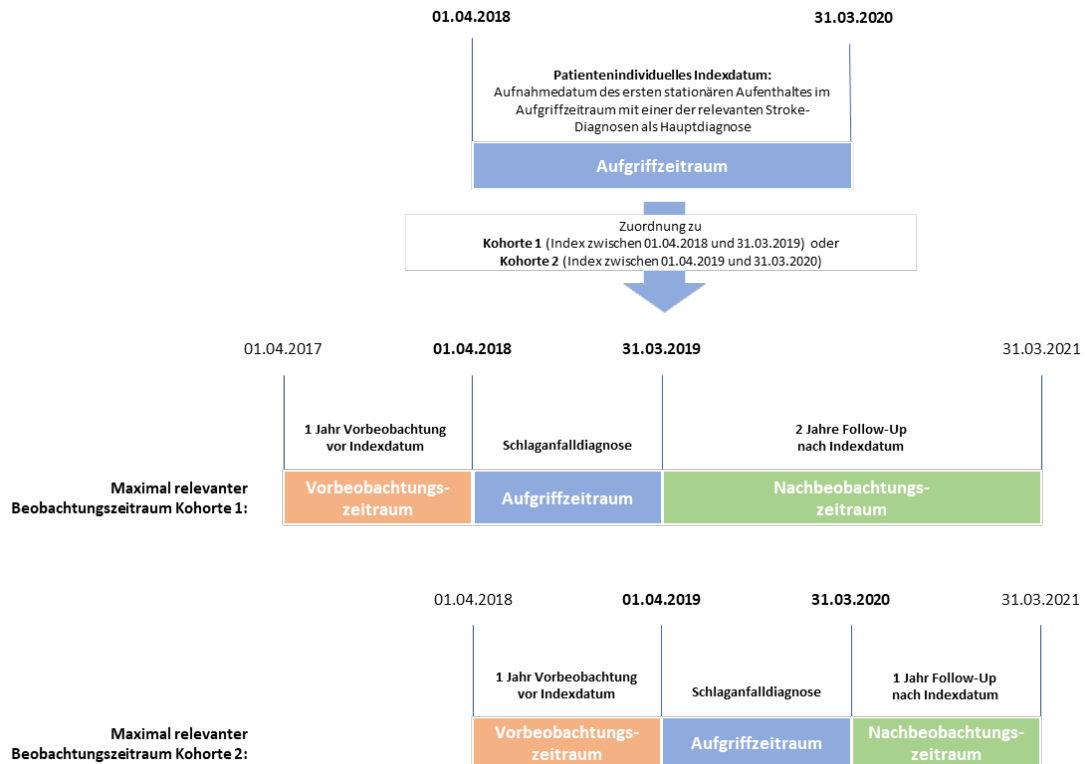 01.04.2018
31.03.2020
Patientenindividuelles Indexdatum:
Aufnahmedatum des ersten stationären Aufenthaltes im
Aufgriffzeitraum mit einer der relevanten Stroke-
Diagnosen als Hauptdiagnose
Aufgriffzeitraum
Zuordnung zu
Kohorte 1 (Index zwischen 01.04.2018 und 31.03.2019) oder
Kohorte 2 (Index zwischen 01.04.2019 und 31.03.2020)
01.04.2017
01.04.2018
31.03.2019
31.03.2021
1 Jahr Vorbeobachtung
vor Indexdatum
Schlaganfalldiagnose
2 Jahre Follow-Up
nach Indexdatum
Maximal relevanter
Beobachtungszeitraum Kohorte 1:
Vorbeobachtungs-
zeitraum
Aufgriffzeitraum
Nachbeobachtungs-
zeitraum
01.04.2018
01.04.2019
31.03.2020
31.03.2021
1 Jahr Vorbeobachtung
vor Indexdatum
Schlaganfalldiagnose
1 Jahr Follow-Up
nach Indexdatum
Maximal relevanter
Beobachtungszeitraum Kohorte 2:
Vorbeobachtungs-
zeitraum
Aufgriffzeitraum
Nachbeobachtungs-
zeitraum